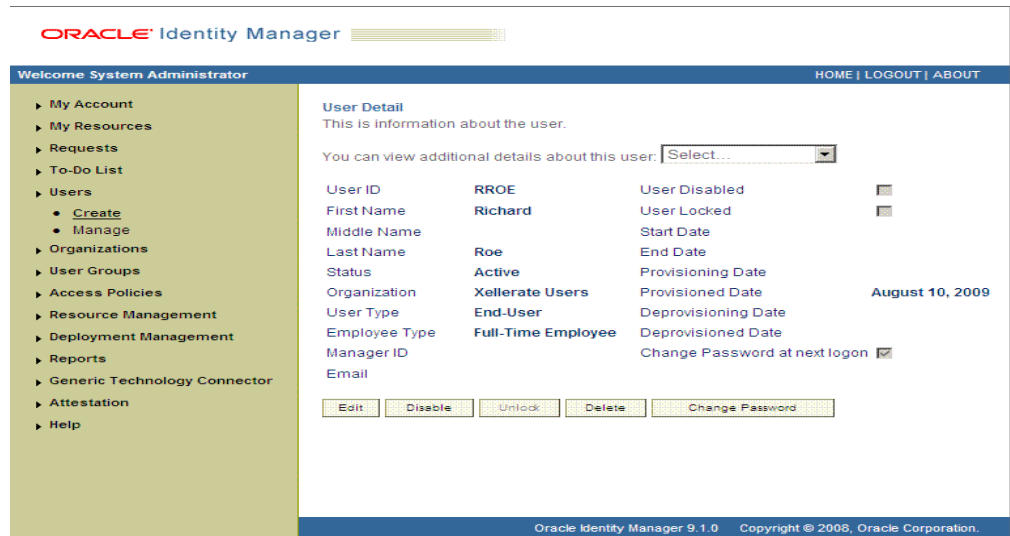 ORACLE Identity Manager
Welcome System Administrator HOME | LOGOUT | ABOUT
My Account
My Resources
Requests
To-Do List
Users
Create
Manage
Organizations
User Groups
Access Policies
Resource Management
Deployment Management
Reports
Generic Technology Connector
Attestation
Help
User Detail
This is information about the user.
You can view additional details about this user: Select...
User ID RROE User Disabled
First Name Richard User Locked
Middle Name Start Date
Last Name Roe End Date
Status Active Provisioning Date
Organization Xellerate Users Provisioned Date August 10, 2009
User Type End-User Deprovisioning Date
Employee Type Full-Time Employee Deprovisioned Date
Manager ID Change Password at next logon
Email
Edit Disable Unlock Delete Change Password
Oracle Identity Manager 9.1.0 Copyright © 2008, Oracle Corporation.